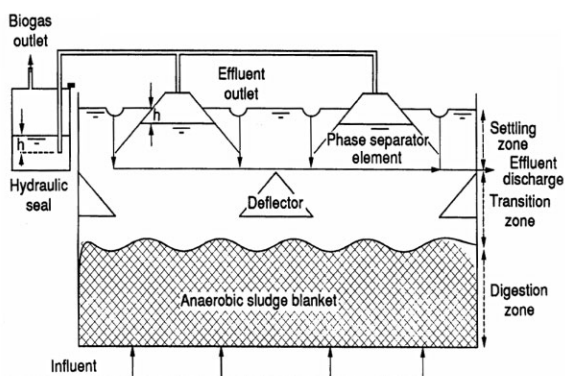 Biogas
outlet
Effluent
outlet
h
h
Hydraulic
seal
Phase separator
element
Settling
zone
Effluent
discharge
Deflector
Transition
zone
Anaerobic sludge blanket
Digestion
zone
Influent